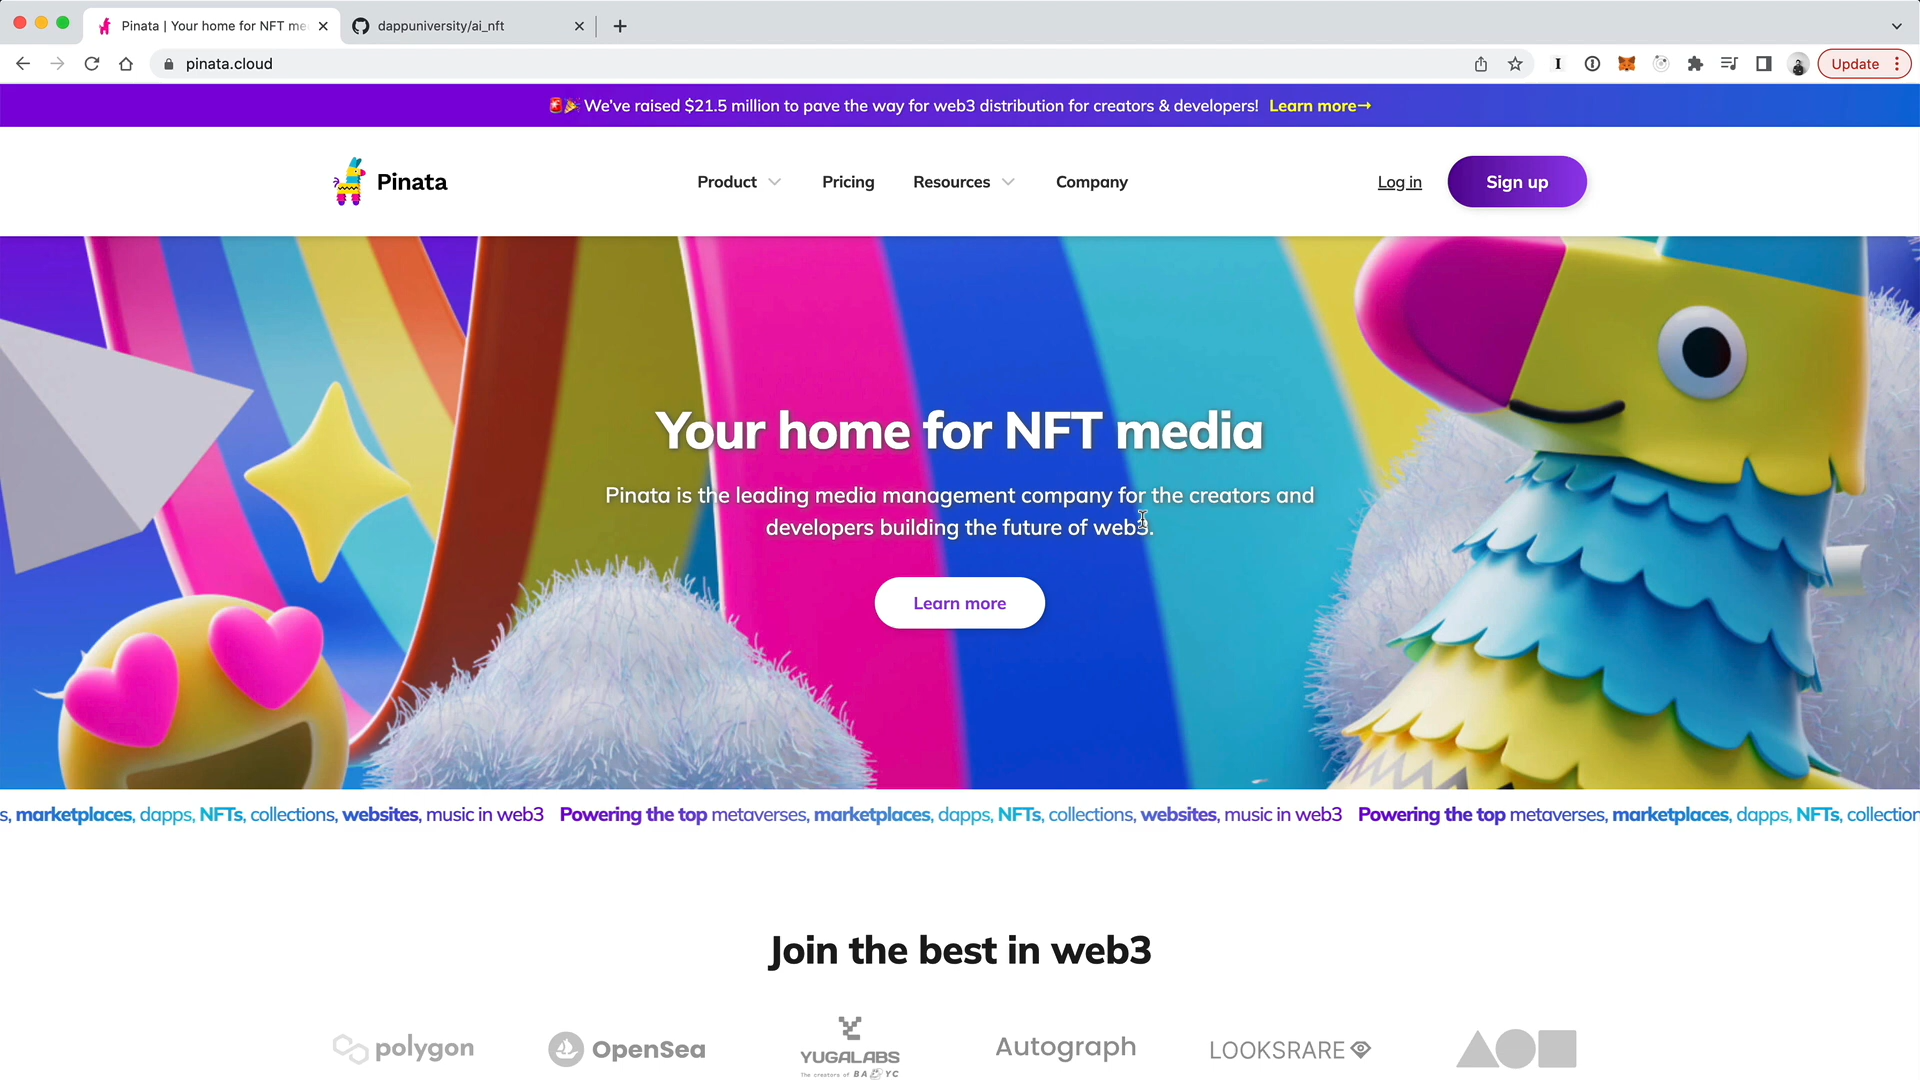 Pinata | Your home for NFT me
dappuniversity/ai_nft
pinata.cloud
Update
We've raised $21.5 million to pave the way for web3 distribution for creators & developers! Learn more→
Pinata
Product
Pricing
Resources
Company
Log in
Sign up
Your home for NFT media
Pinata is the leading media management company for the creators and
developers building the future of web3.
Learn more
s, marketplaces, dapps, NFTs, collections, websites, music in web3 Powering the top metaverses, marketplaces, dapps, NFTs, collections, websites, music in web3 Powering the top metaverses, marketplaces, dapps, NFTs, collection
Join the best in web3
polygon
OpenSea
YUGALABS
The creators of BAYC
Autograph
LOOKSRARE